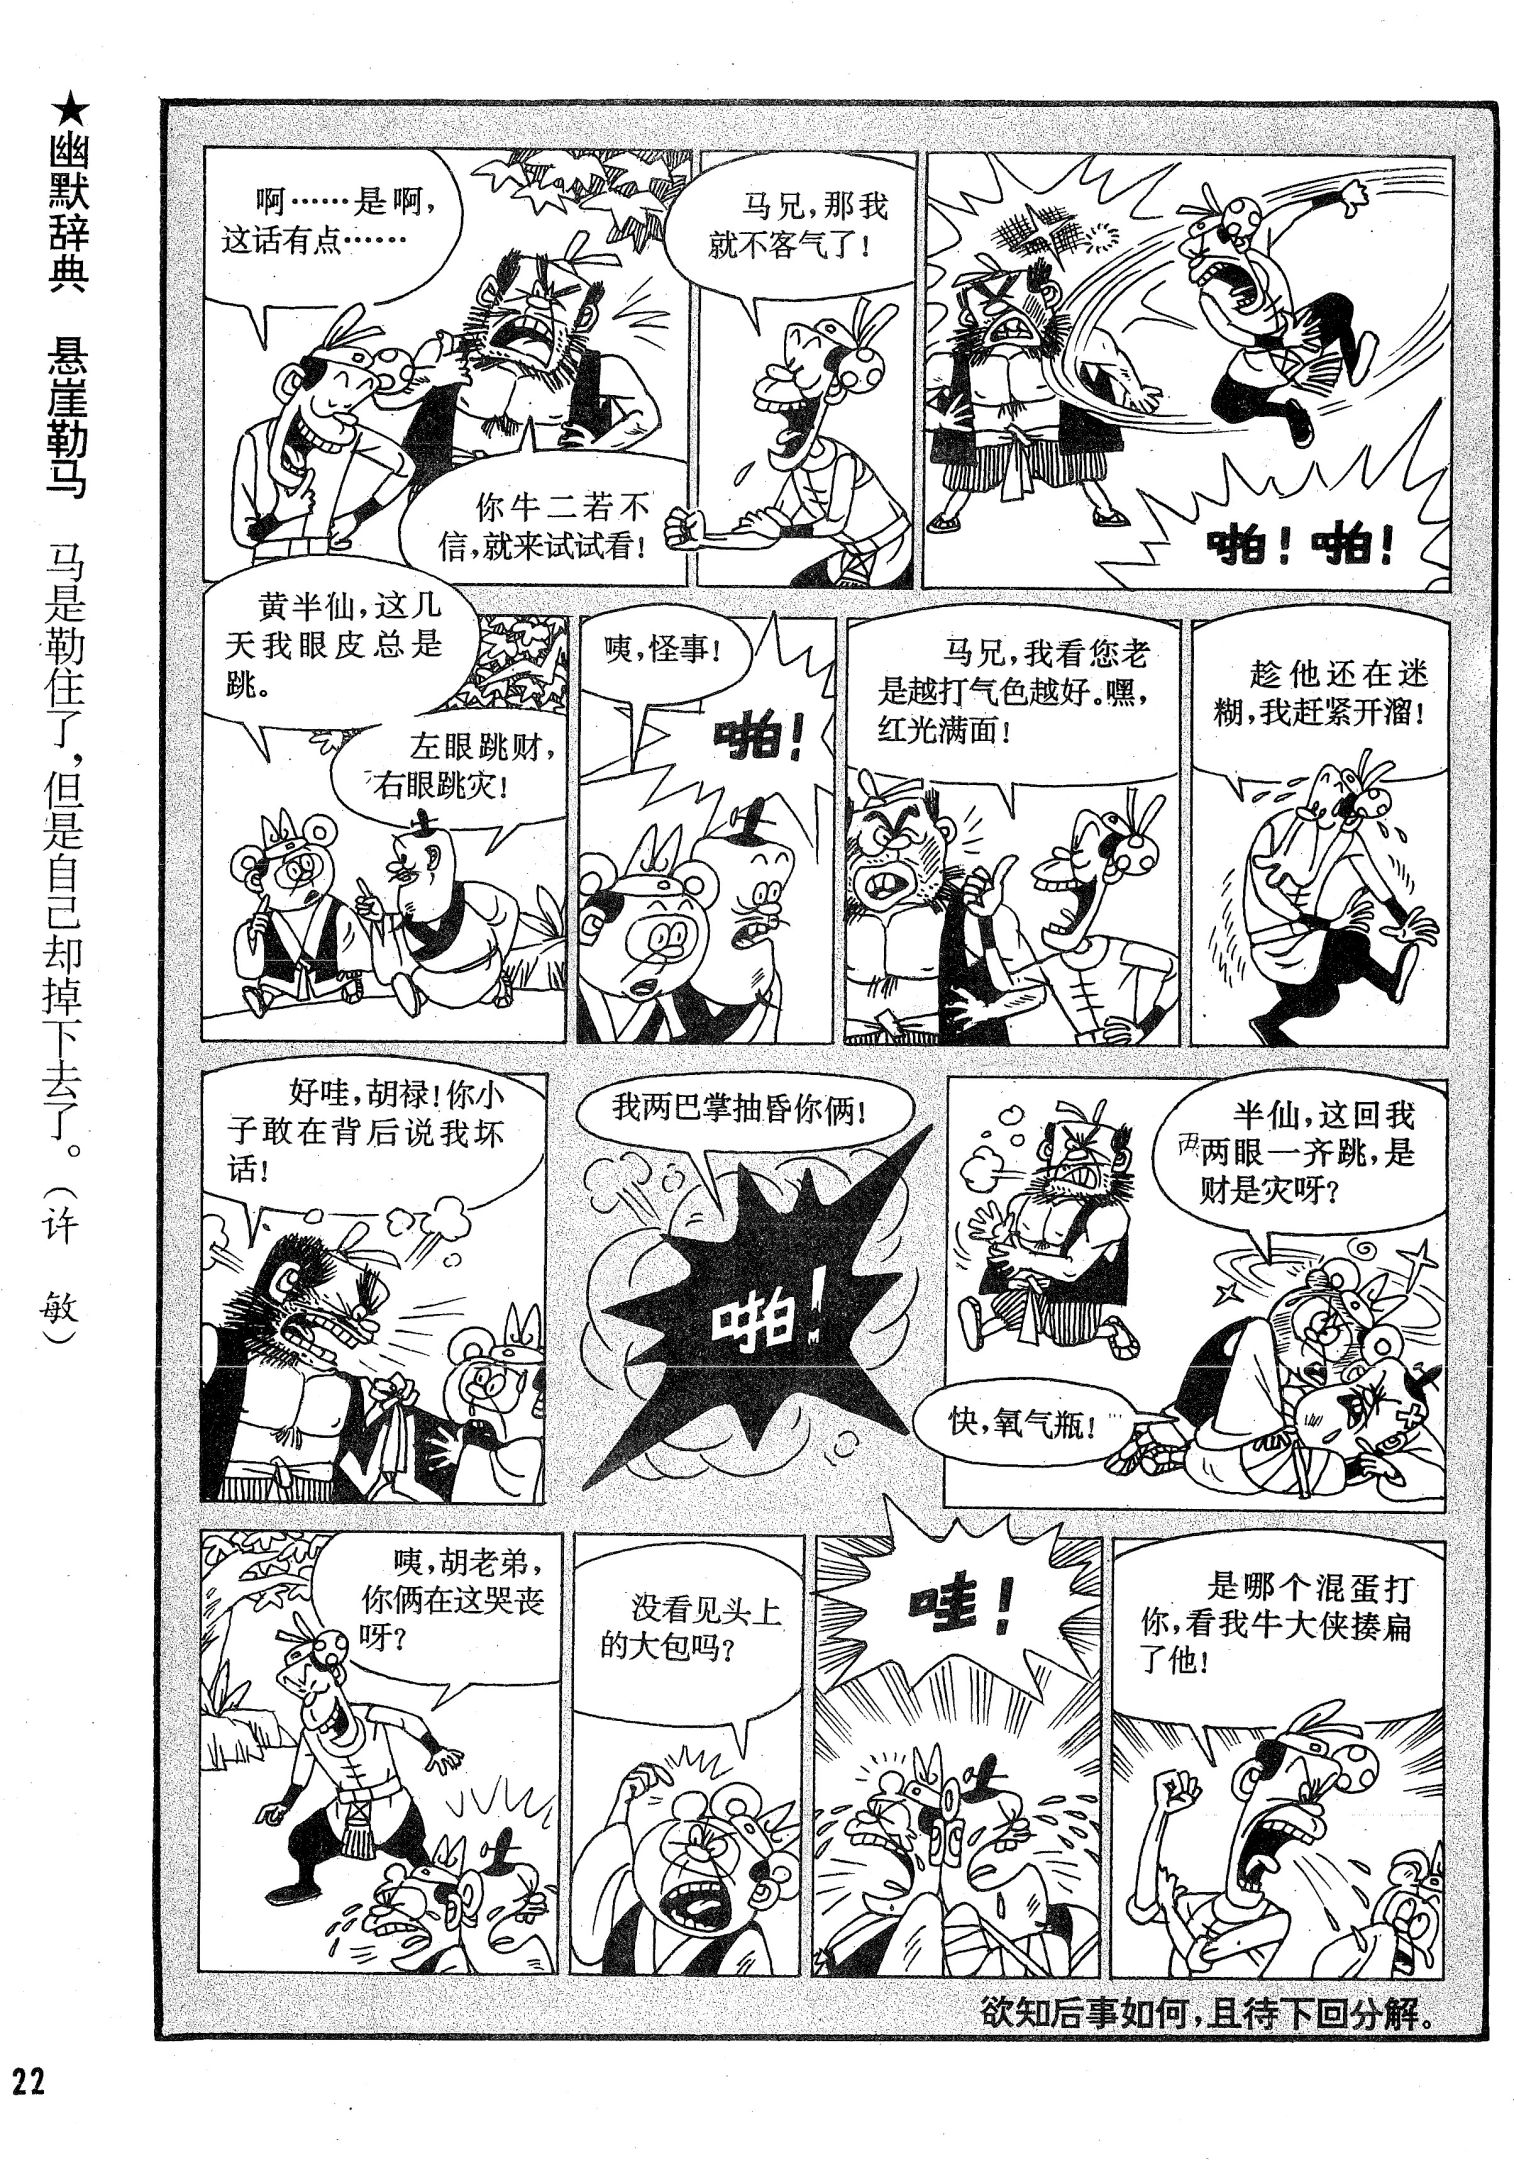 ★幽默辞典　悬崖勒马　马是勒住了，但是自己却掉下去了。（许　敏）
啊……是啊，
这话有点……
你牛二若不
信，就来试试看！
马兄，那我
就不客气了！
啪！啪！
黄半仙，这几
天我眼皮总是
跳。
左眼跳财，
右眼跳灾！
咦，怪事！
啪！
马兄，我看您老
是越打气色越好。嘿，
红光满面！
趁他还在迷
糊，我赶紧开溜！
好哇，胡禄！你小
子敢在背后说我坏
话！
我两巴掌抽昏你俩！
啪！
半仙，这回我
两眼一齐跳，是
财是灾呀？
快，氧气瓶！
咦，胡老弟，
你俩在这哭丧
呀？
没看见头上
的大包吗？
哇！
是哪个混蛋打
你，看我牛大侠揍扁
了他！
欲知后事如何，且待下回分解。
22